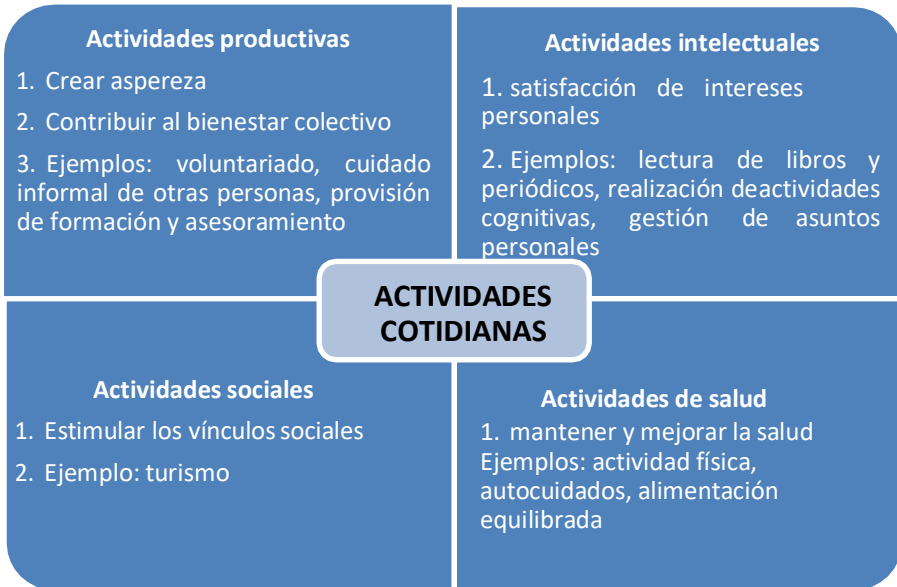 Actividades productivas
1. Crear aspereza
2. Contribuir al bienestar colectivo
3. Ejemplos: voluntariado, cuidado
informal de otras personas, provisión
de formación y asesoramiento
Actividades intelectuales
1. satisfacción de intereses
personales
2. Ejemplos: lectura de libros y
periódicos, realización deactividades
cognitivas, gestión de asuntos
personales
ACTIVIDADES
COTIDIANAS
Actividades sociales
1. Estimular los vínculos sociales
2. Ejemplo: turismo
Actividades de salud
1. mantener y mejorar la salud
Ejemplos: actividad física,
autocuidados, alimentación
equilibrada